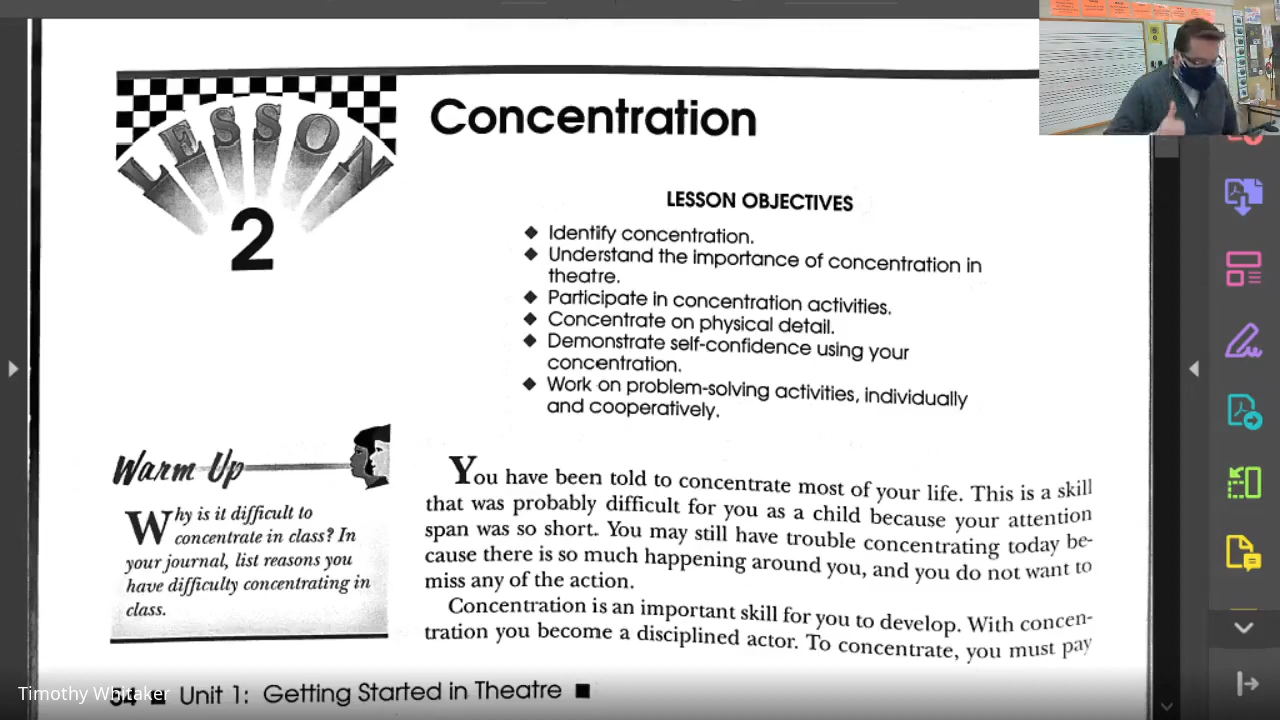 LESSON
2
Concentration
LESSON OBJECTIVES
◆ Identify concentration.
◆ Understand the importance of concentration in
theatre.
◆ Participate in concentration activities.
◆ Concentrate on physical detail.
◆ Demonstrate self-confidence using your
concentration.
◆ Work on problem-solving activities, individually
and cooperatively.
Warm Up
Why is it difficult to
concentrate in class? In
your journal, list reasons you
have difficulty concentrating in
class.
You have been told to concentrate most of your life. This is a skill
that was probably difficult for you as a child because your attention
span was so short. You may still have trouble concentrating today be-
cause there is so much happening around you, and you do not want to
miss any of the action.
Concentration is an important skill for you to develop. With concen-
tration you become a disciplined actor. To concentrate, you must pay
Timothy Whitaker
54 ■ Unit 1: Getting Started in Theatre ■